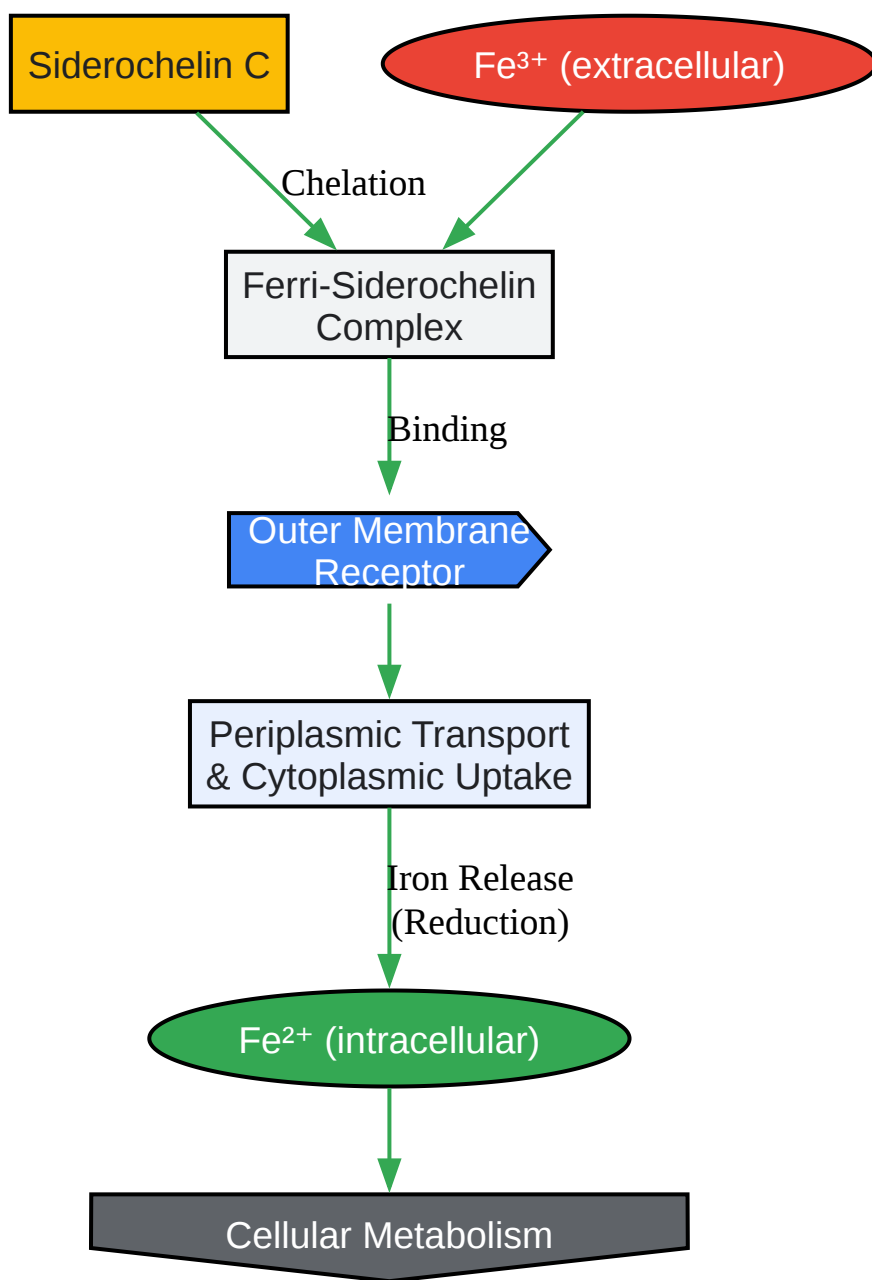 Siderochelin C
Fe³⁺ (extracellular)
Chelation
Ferri-Siderochelin
Complex
Binding
Outer Membrane
Receptor
Periplasmic Transport
& Cytoplasmic Uptake
Iron Release
(Reduction)
Fe²⁺ (intracellular)
Cellular Metabolism